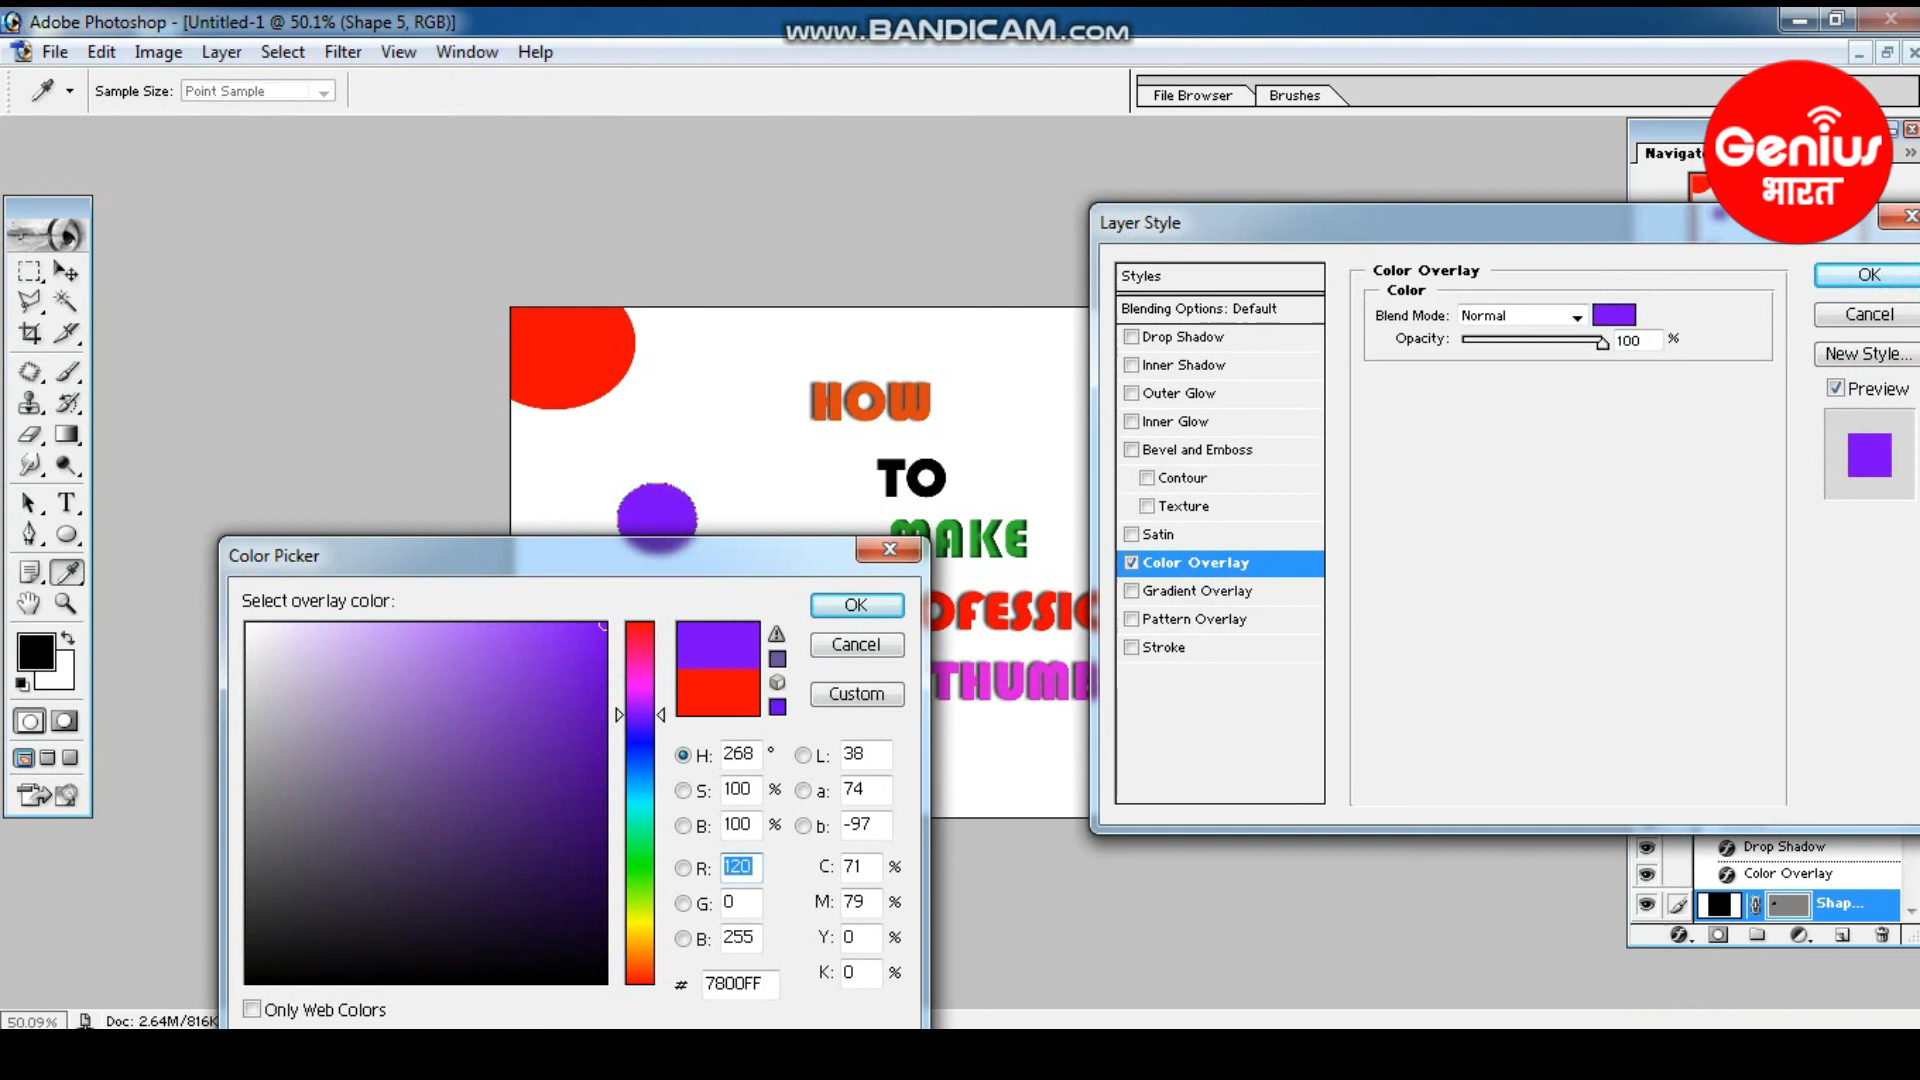 Adobe Photoshop - [Untitled-1 @ 50.1% (Shape 5, RGB)]
www.BANDICAM.com
File Edit Image Layer Select Filter View Window Help
Sample Size: Point Sample
File Browser Brushes
Genius
भारत
Layer Style
Styles
Blending Options: Default
Drop Shadow
Inner Shadow
Outer Glow
Inner Glow
Bevel and Emboss
Contour
Texture
Satin
Color Overlay
Gradient Overlay
Pattern Overlay
Stroke
Color Overlay
Color
Blend Mode: Normal
Opacity: 100 %
OK
Cancel
New Style...
Preview
HOW
TO
MAKE
Color Picker
Select overlay color:
OK
Cancel
Custom
H: 268 ° L: 38
S: 100 % a: 74
B: 100 % b: -97
R: 120 C: 71 %
G: 0 M: 79 %
B: 255 Y: 0 %
K: 0 %
# 7800FF
Only Web Colors
Drop Shadow
Color Overlay
Shap...
50.09% Doc: 2.64M/816K